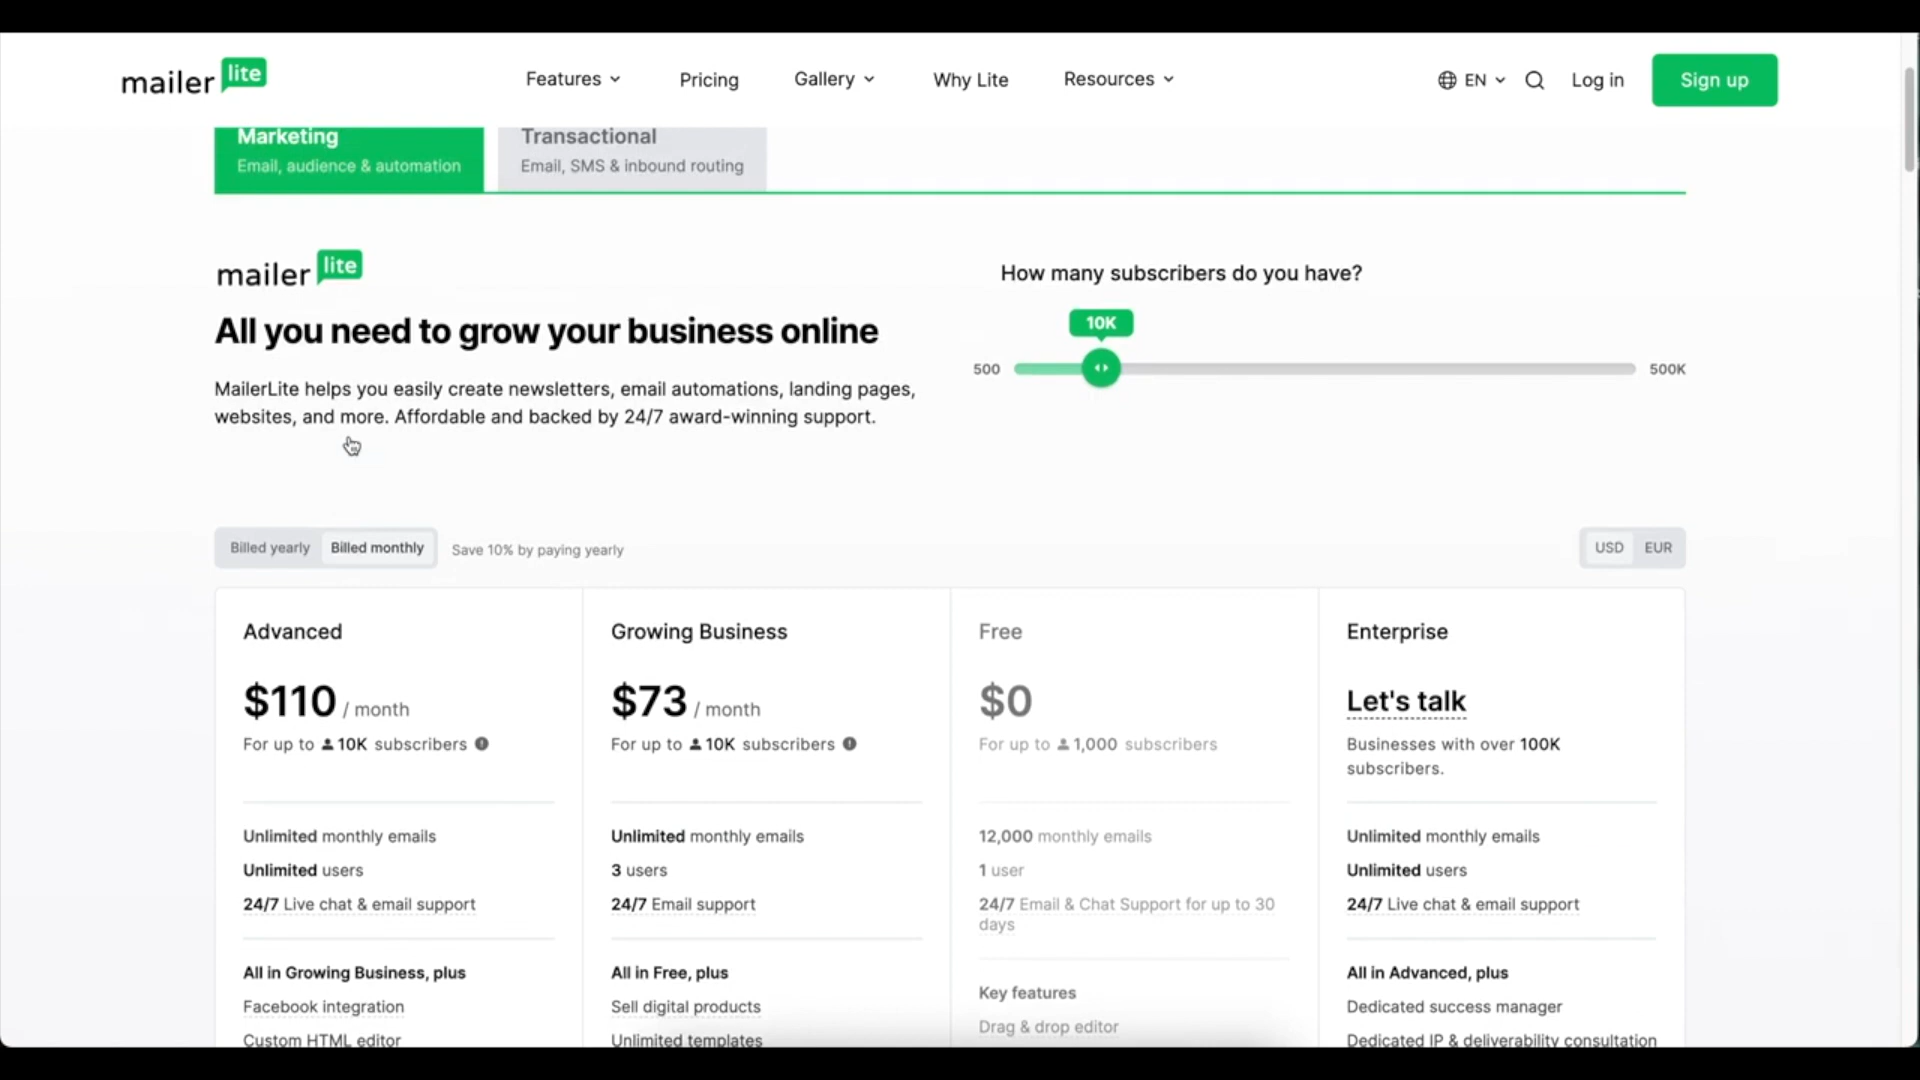 mailer lite
Features
Pricing
Gallery
Why Lite
Resources
EN
Log in
Sign up
Marketing
Email, audience & automation
Transactional
Email, SMS & inbound routing
mailer lite
All you need to grow your business online
MailerLite helps you easily create newsletters, email automations, landing pages,
websites, and more. Affordable and backed by 24/7 award-winning support.
How many subscribers do you have?
10K
500
500K
Billed yearly
Billed monthly
Save 10% by paying yearly
USD
EUR
Advanced
$110 / month
For up to 10K subscribers
Unlimited monthly emails
Unlimited users
24/7 Live chat & email support
All in Growing Business, plus
Facebook integration
Custom HTML editor
Growing Business
$73 / month
For up to 10K subscribers
Unlimited monthly emails
3 users
24/7 Email support
All in Free, plus
Sell digital products
Unlimited templates
Free
$0
For up to 1,000 subscribers
12,000 monthly emails
1 user
24/7 Email & Chat Support for up to 30
days
Key features
Drag & drop editor
Enterprise
Let's talk
Businesses with over 100K
subscribers.
Unlimited monthly emails
Unlimited users
24/7 Live chat & email support
All in Advanced, plus
Dedicated success manager
Dedicated IP & deliverability consultation